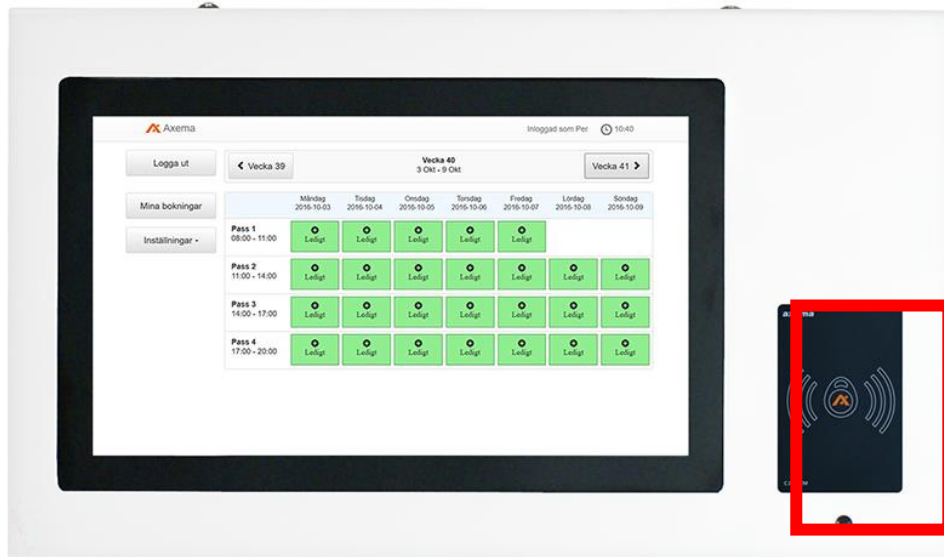 Axema
Inloggad som Per 10:40
Logga ut
Vecka 39
Vecka 40
3 Okt - 9 Okt
Vecka 41
Mina bokningar
Inställningar
Måndag Tisdag Onsdag Torsdag Fredag Lördag Söndag
2016-10-03 2016-10-04 2016-10-05 2016-10-06 2016-10-07 2016-10-08 2016-10-09
Pass 1
08:00 - 11:00
Ledigt Ledigt Ledigt Ledigt Ledigt
Pass 2
11:00 - 14:00
Ledigt Ledigt Ledigt Ledigt Ledigt Ledigt Ledigt
Pass 3
14:00 - 17:00
Ledigt Ledigt Ledigt Ledigt Ledigt Ledigt Ledigt
Pass 4
17:00 - 20:00
Ledigt Ledigt Ledigt Ledigt Ledigt Ledigt Ledigt
axema